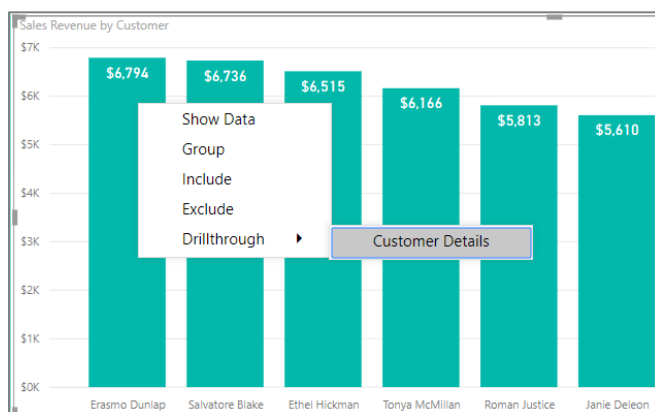 Sales Revenue by Customer
$7K
$6,794
$6,736
$6,515
$6K
$6,166
$5,813
$5,610
Show Data
$5K
Group
Include
$4K
Exclude
Drillthrough
Customer Details
$3K
$2K
$1K
$0K
Erasmo Dunlap
Salvatore Blake
Ethel Hickman
Tonya McMillan
Roman Justice
Janie Deleon